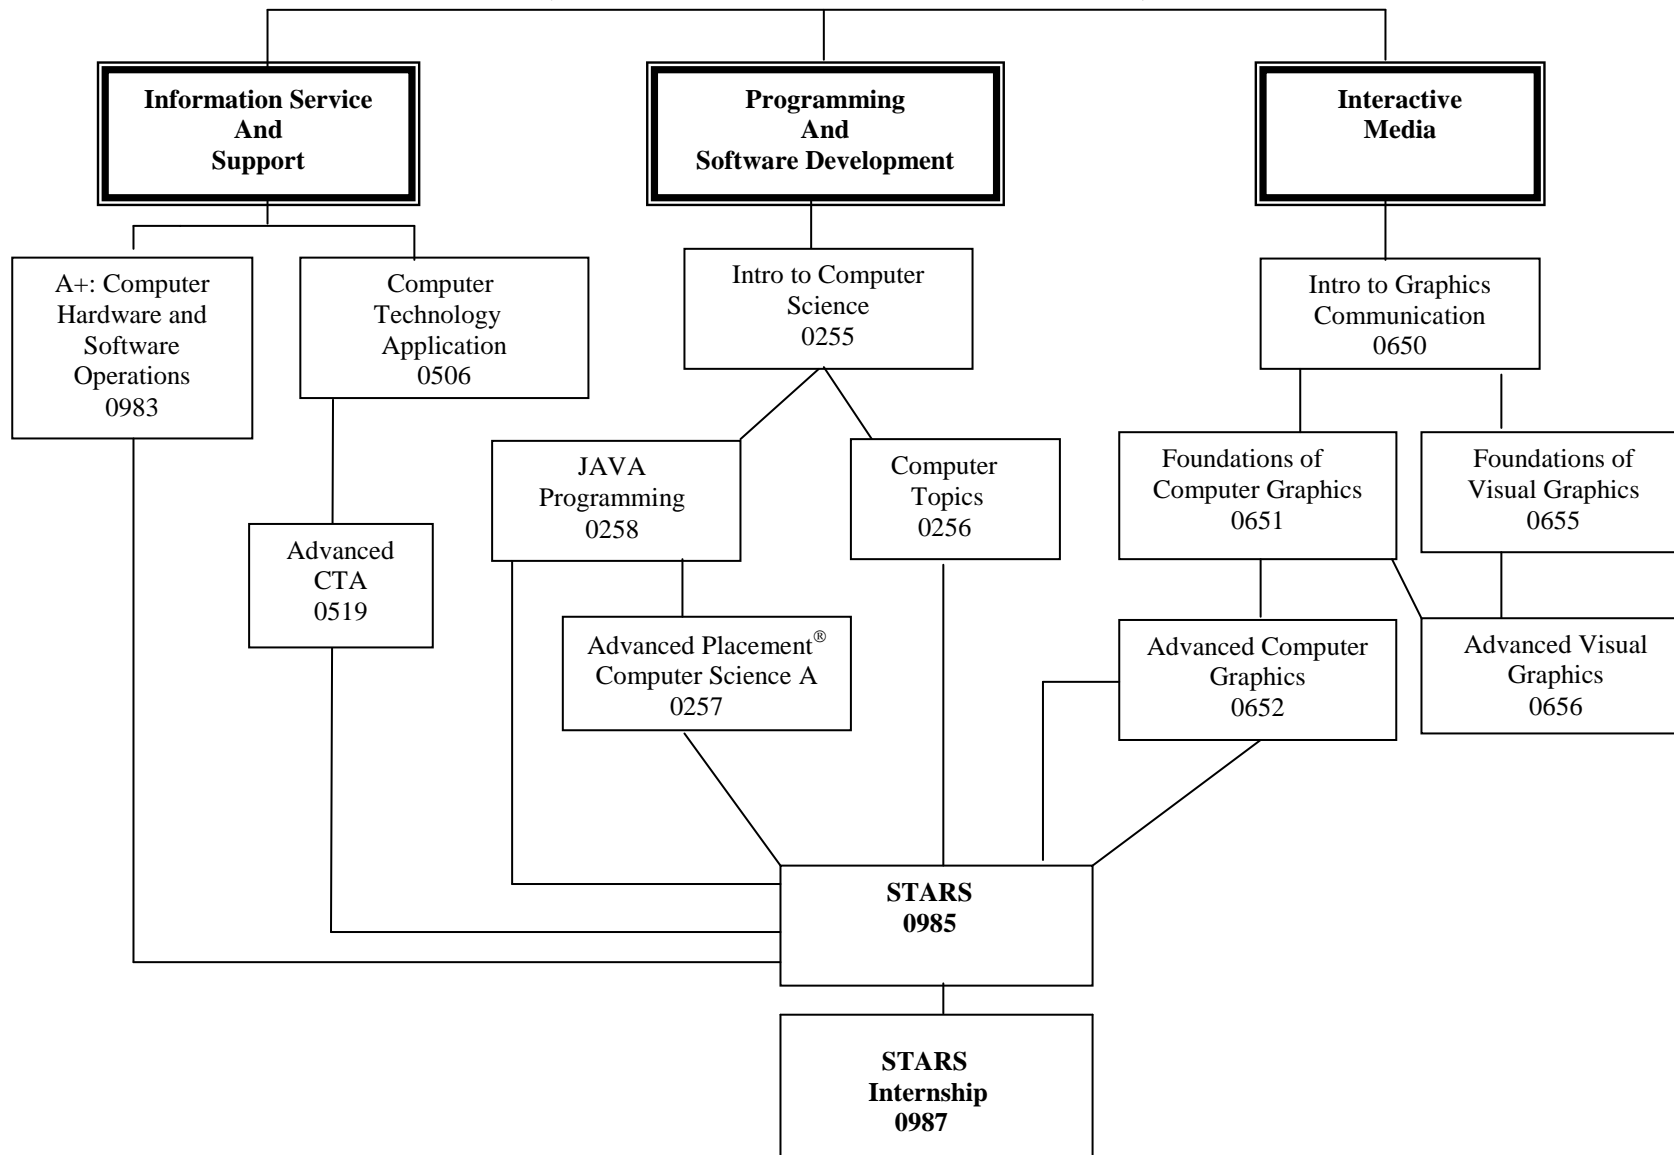 Information Service
And
Support
Programming
And
Software Development
Interactive
Media
A+: Computer
Hardware and
Software
Operations
0983
Computer
Technology
Application
0506
Intro to Computer
Science
0255
Intro to Graphics
Communication
0650
JAVA
Programming
0258
Computer
Topics
0256
Foundations of
Computer Graphics
0651
Foundations of
Visual Graphics
0655
Advanced
CTA
0519
Advanced Placement®
Computer Science A
0257
Advanced Computer
Graphics
0652
Advanced Visual
Graphics
0656
STARS
0985
STARS
Internship
0987